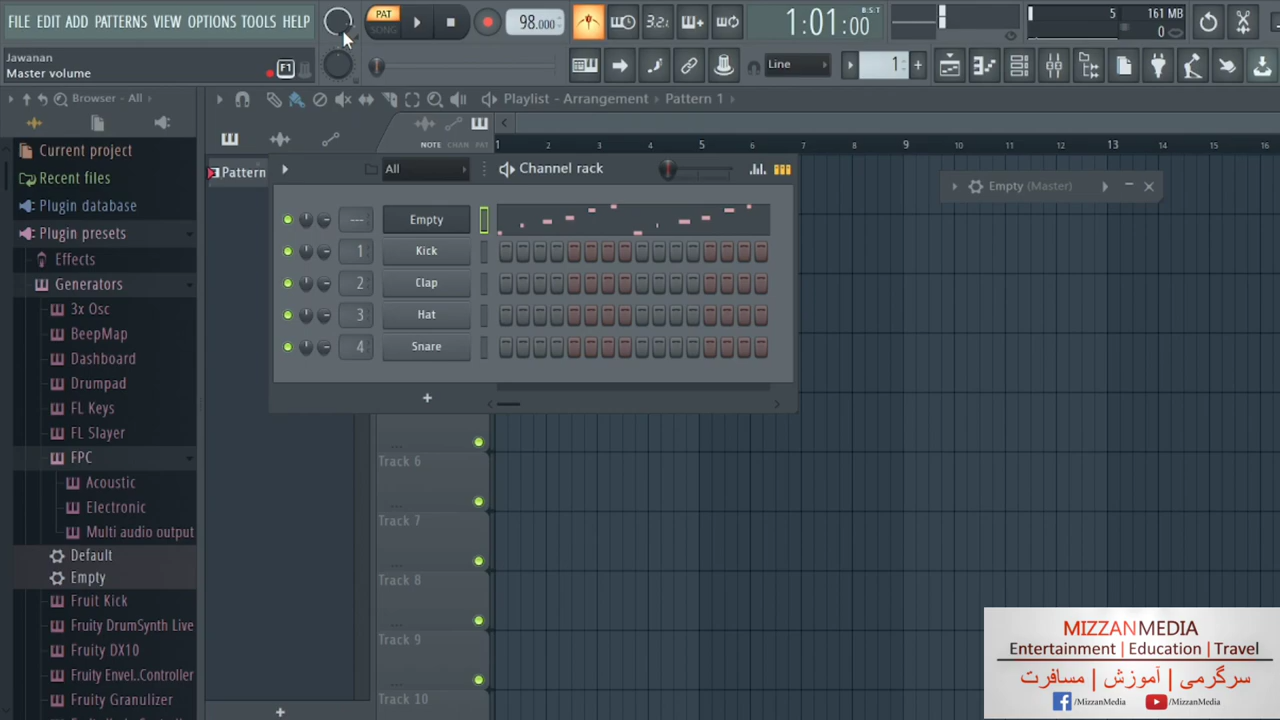 FILE EDIT ADD PATTERNS VIEW OPTIONS TOOLS HELP
PAT
SONG
98.000
3.2.
1:01:00
B:S:T
5
161 MB
0
Jawanan
Master volume
F1
Line
1
Browser - All
Playlist - Arrangement
Pattern 1
NOTE CHAN PAT
1 2 3 4 5 6 7 8 9 10 11 12 13 14 15 16
Current project
Recent files
Plugin database
Plugin presets
Effects
Generators
3x Osc
BeepMap
Dashboard
Drumpad
FL Keys
FL Slayer
FPC
Acoustic
Electronic
Multi audio output
Default
Empty
Fruit Kick
Fruity DrumSynth Live
Fruity DX10
Fruity Envel..Controller
Fruity Granulizer
Pattern
All
Channel rack
--- Empty
1 Kick
2 Clap
3 Hat
4 Snare
Empty (Master)
Track 6
Track 7
Track 8
Track 9
Track 10
MIZZANMEDIA
Entertainment | Education | Travel
سرگرمی | آموزش | مسافرت
/MizzanMedia
/MizzanMedia